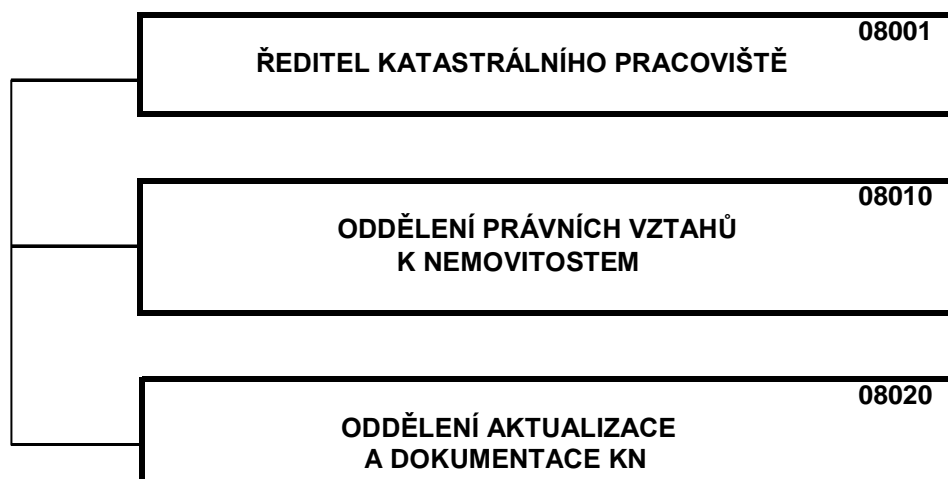 08001
ŘEDITEL KATASTRÁLNÍHO PRACOVIŠTĚ
08010
ODDĚLENÍ PRÁVNÍCH VZTAHŮ
K NEMOVITOSTEM
08020
ODDĚLENÍ AKTUALIZACE
A DOKUMENTACE KN